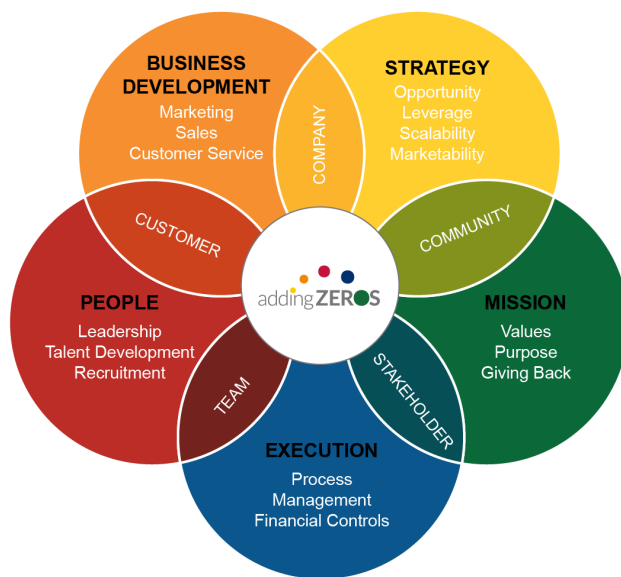 BUSINESS
DEVELOPMENT
Marketing
Sales
Customer Service
COMPANY
STRATEGY
Opportunity
Leverage
Scalability
Marketability
CUSTOMER
COMMUNITY
addingZEROS
PEOPLE
Leadership
Talent Development
Recruitment
MISSION
Values
Purpose
Giving Back
TEAM
STAKEHOLDER
EXECUTION
Process
Management
Financial Controls